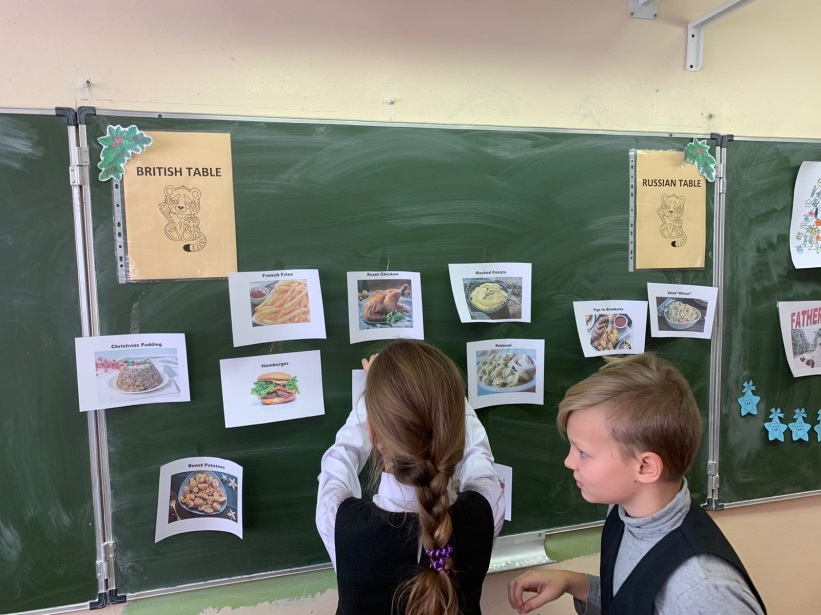 BRITISH TABLE
RUSSIAN TABLE
French Fries
Roast Chicken
Mashed Potato
Pigs in Blankets
Salad "Olivje"
Christmas Pudding
Hamburger
Pelmeni
Roast Potatoes
FATHER